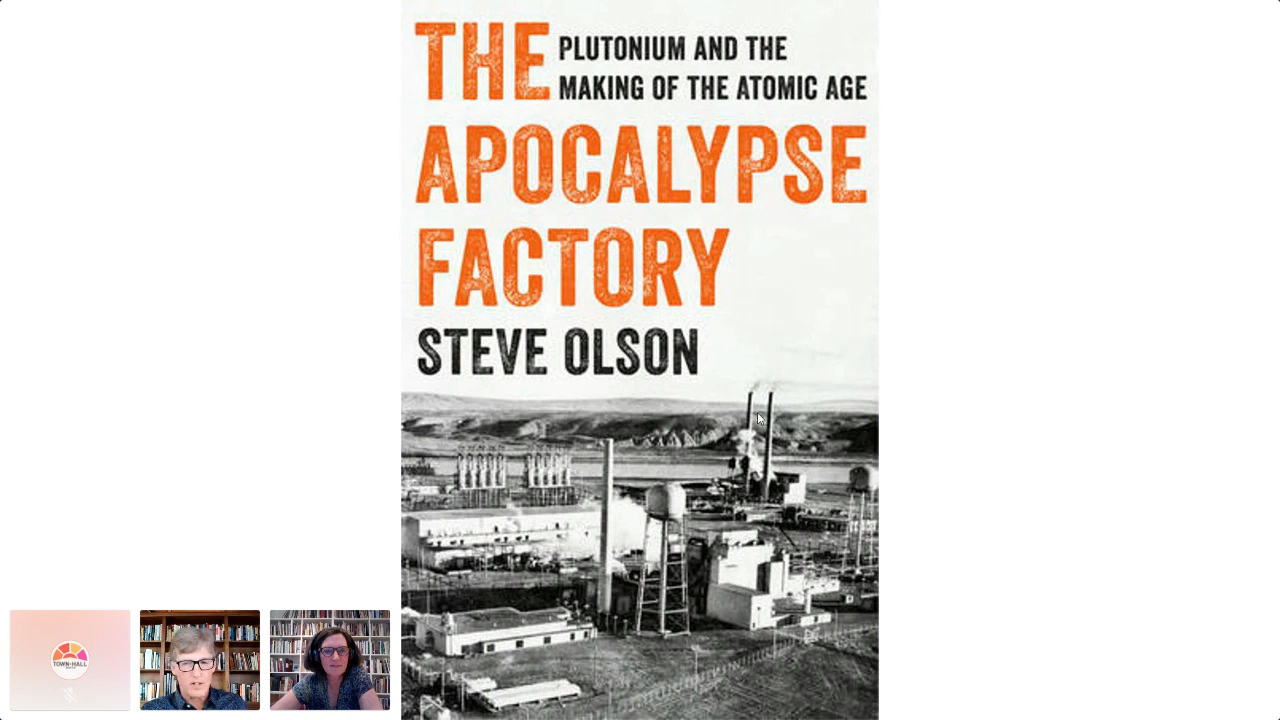 THE
PLUTONIUM AND THE
MAKING OF THE ATOMIC AGE
APOCALYPSE
FACTORY
STEVE OLSON
TOWN HALL